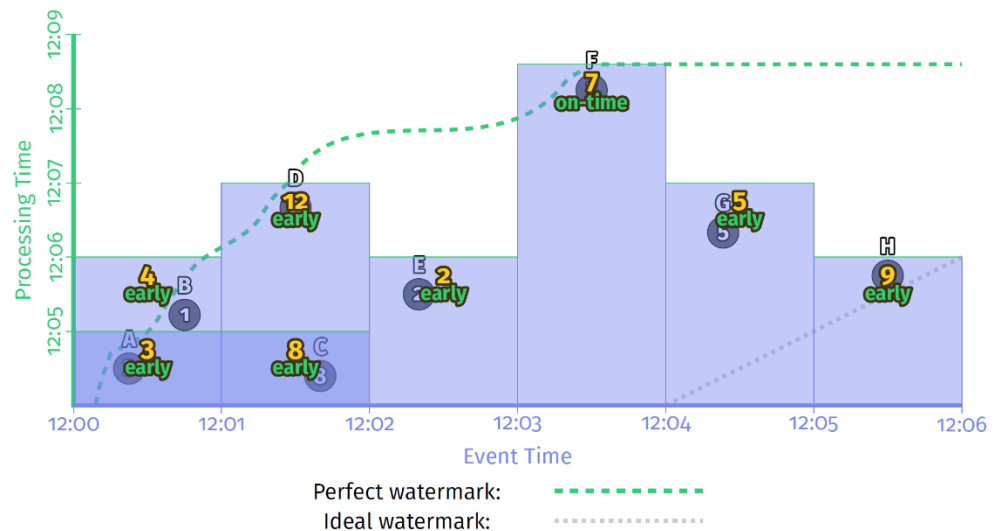 Processing Time
12:09
12:08
12:07
12:06
12:05
F
7
on-time
D
12
early
G
5
5
early
4
early
B
1
E
2
2
early
H
9
early
A
3
early
8
early
C
12:00
12:01
12:02
12:03
12:04
12:05
12:06
Event Time
Perfect watermark:
Ideal watermark: